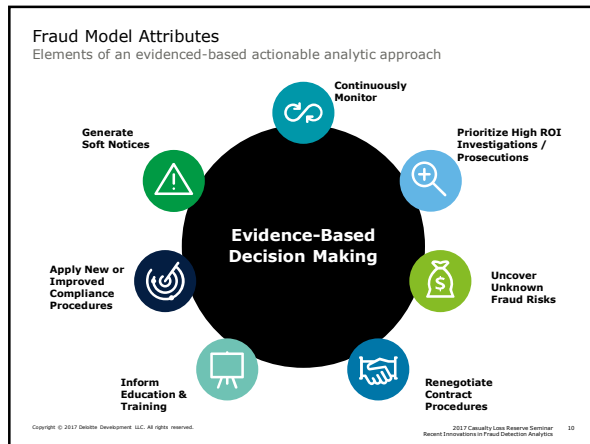 Fraud Model Attributes
Elements of an evidenced-based actionable analytic approach
Continuously
Monitor
Prioritize High ROI
Investigations /
Prosecutions
Uncover
Unknown
Fraud Risks
Renegotiate
Contract
Procedures
Inform
Education &
Training
Apply New or
Improved
Compliance
Procedures
Generate
Soft Notices
Evidence-Based
Decision Making
$
Copyright © 2017 Deloitte Development LLC. All rights reserved.
2017 Casualty Loss Reserve Seminar 10
Recent Innovations in Fraud Detection Analytics